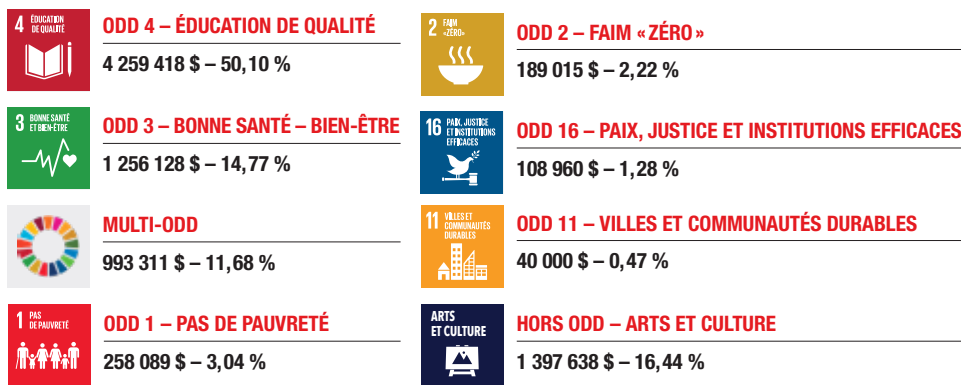 4 ÉDUCATION
DE QUALITÉ
ODD 4 – ÉDUCATION DE QUALITÉ
4 259 418 $ – 50,10 %
3 BONNE SANTÉ
ET BIEN-ÊTRE
ODD 3 – BONNE SANTÉ – BIEN-ÊTRE
1 256 128 $ – 14,77 %
MULTI-ODD
993 311 $ – 11,68 %
1 PAS
DE PAUVRETÉ
ODD 1 – PAS DE PAUVRETÉ
258 089 $ – 3,04 %
2 FAIM
«ZÉRO»
ODD 2 – FAIM «ZÉRO»
189 015 $ – 2,22 %
16 PAIX, JUSTICE
ET INSTITUTIONS
EFFICACES
ODD 16 – PAIX, JUSTICE ET INSTITUTIONS EFFICACES
108 960 $ – 1,28 %
11 VILLES ET
COMMUNAUTÉS
DURABLES
ODD 11 – VILLES ET COMMUNAUTÉS DURABLES
40 000 $ – 0,47 %
ARTS
ET CULTURE
HORS ODD – ARTS ET CULTURE
1 397 638 $ – 16,44 %